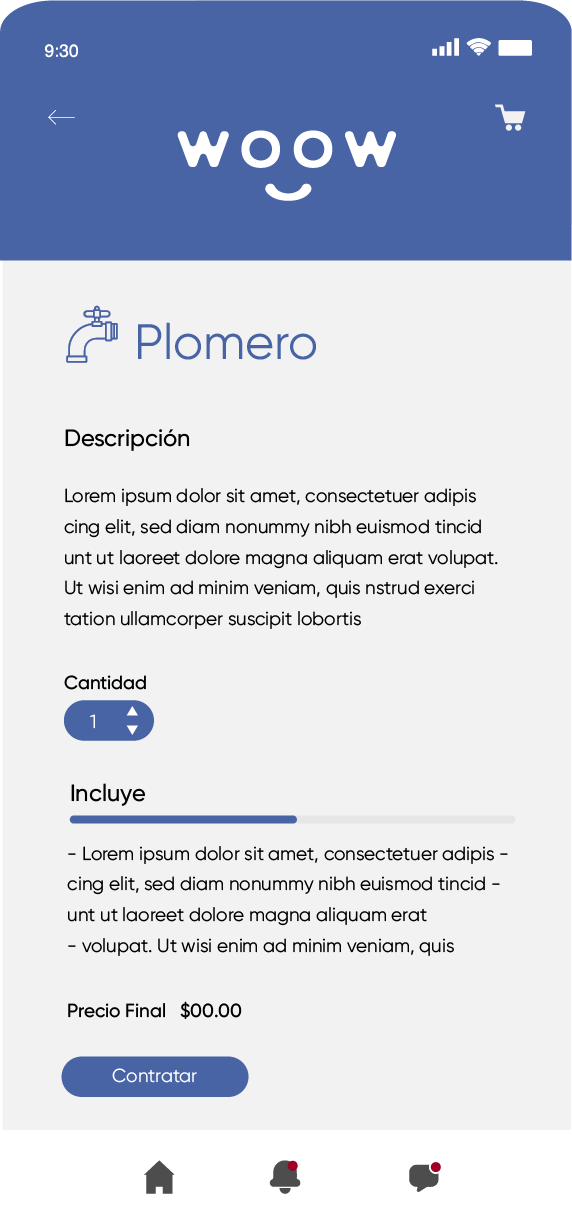 9:30
woow
Plomero
Descripción
Lorem ipsum dolor sit amet, consectetuer adipis
cing elit, sed diam nonummy nibh euismod tincid
unt ut laoreet dolore magna aliquam erat volupat.
Ut wisi enim ad minim veniam, quis nstrud exerci
tation ullamcorper suscipit lobortis
Cantidad
1
Incluye
- Lorem ipsum dolor sit amet, consectetuer adipis -
cing elit, sed diam nonummy nibh euismod tincid -
unt ut laoreet dolore magna aliquam erat
- volupat. Ut wisi enim ad minim veniam, quis
Precio Final $00.00
Contratar